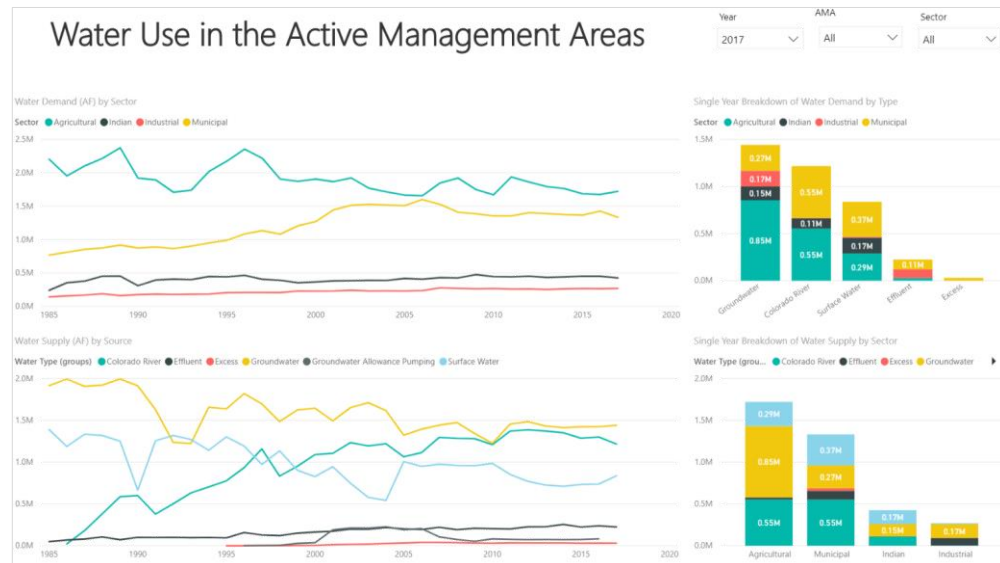 Water Use in the Active Management Areas
Year
AMA
Sector
2017
All
All
Water Demand (AF) by Sector
Sector Agricultural Indian Industrial Municipal
2.5M
2.0M
1.5M
1.0M
0.5M
0.0M
1985 1990 1995 2000 2005 2010 2015 2020
Single Year Breakdown of Water Demand by Type
Sector Agricultural Indian Industrial Municipal
1.5M
1.0M
0.5M
0.0M
0.27M
0.17M
0.15M
0.85M
0.55M
0.11M
0.55M
0.37M
0.17M
0.29M
0.11M
Groundwater Colorado River Surface Water Effluent Excess
Water Supply (AF) by Source
Water Type (groups) Colorado River Effluent Excess Groundwater Groundwater Allowance Pumping Surface Water
2.0M
1.5M
1.0M
0.5M
0.0M
1985 1990 1995 2000 2005 2010 2015 2020
Single Year Breakdown of Water Supply by Sector
Water Type (grou... Colorado River Effluent Excess Groundwater
2.0M
1.5M
1.0M
0.5M
0.0M
0.29M
0.85M
0.55M
0.37M
0.27M
0.55M
0.17M
0.15M
0.17M
Agricultural Municipal Indian Industrial